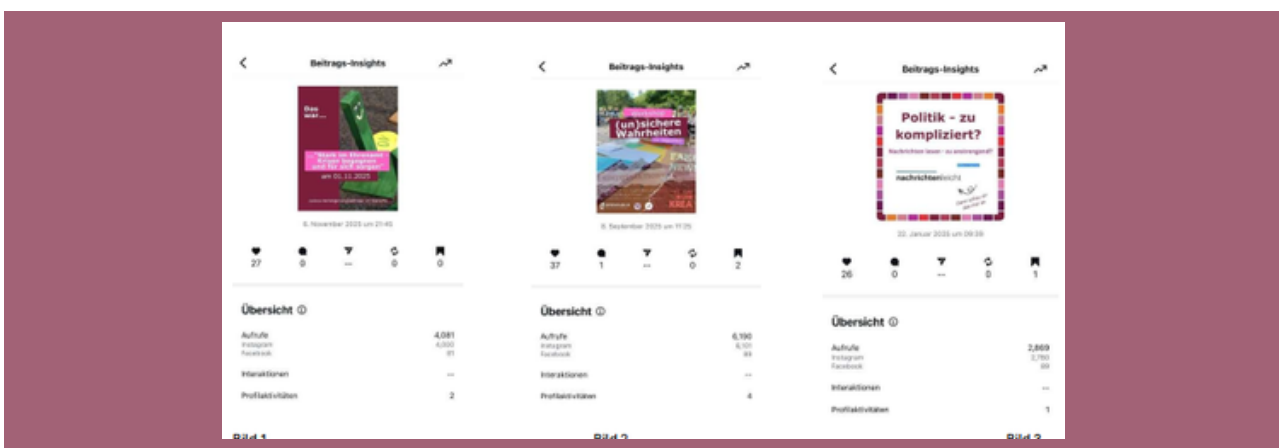 Beitrags-Insights
Das
war...
..."Stark im Ehrenamt -
Krisen begegnen
und für sich sorgen"
am 01.11.2025
6. November 2025 um 21:45
27 0 -- 0 0
Übersicht
Aufrufe 4,081
Instagram 4,000
Facebook 81
Interaktionen --
Profilaktivitäten 2
Bild 1
Beitrags-Insights
(un)sichere
Wahrheiten
KREA
9. September 2025 um 11:25
37 1 -- 0 2
Übersicht
Aufrufe 6,190
Instagram 6,101
Facebook 89
Interaktionen --
Profilaktivitäten 4
Bild 2
Beitrags-Insights
Politik - zu
kompliziert?
Nachrichten lesen - zu anstrengend?
nachrichtenleicht
22. Januar 2025 um 09:39
26 0 -- 0 1
Übersicht
Aufrufe 2,869
Instagram 2,780
Facebook 89
Interaktionen --
Profilaktivitäten 1
Bild 3